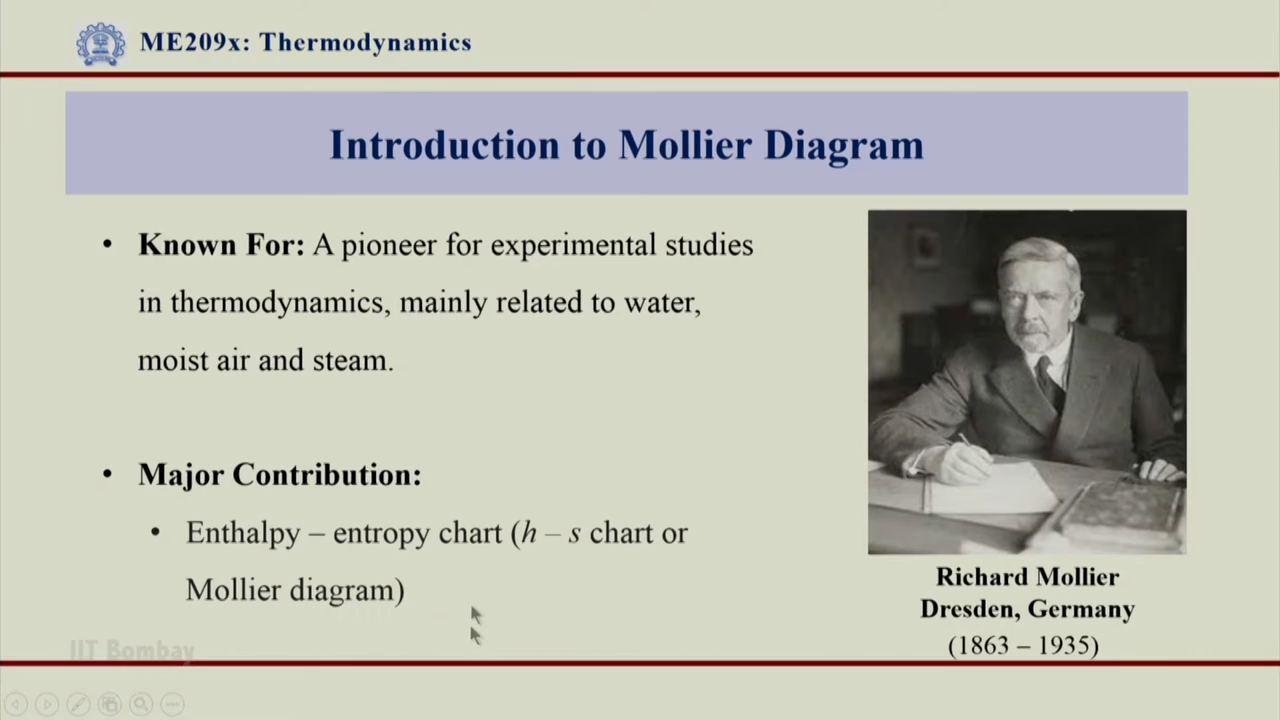 ME209x: Thermodynamics
Introduction to Mollier Diagram
• Known For: A pioneer for experimental studies
in thermodynamics, mainly related to water,
moist air and steam.
• Major Contribution:
• Enthalpy – entropy chart (h – s chart or
Mollier diagram)
Richard Mollier
Dresden, Germany
(1863 – 1935)
IIT Bombay